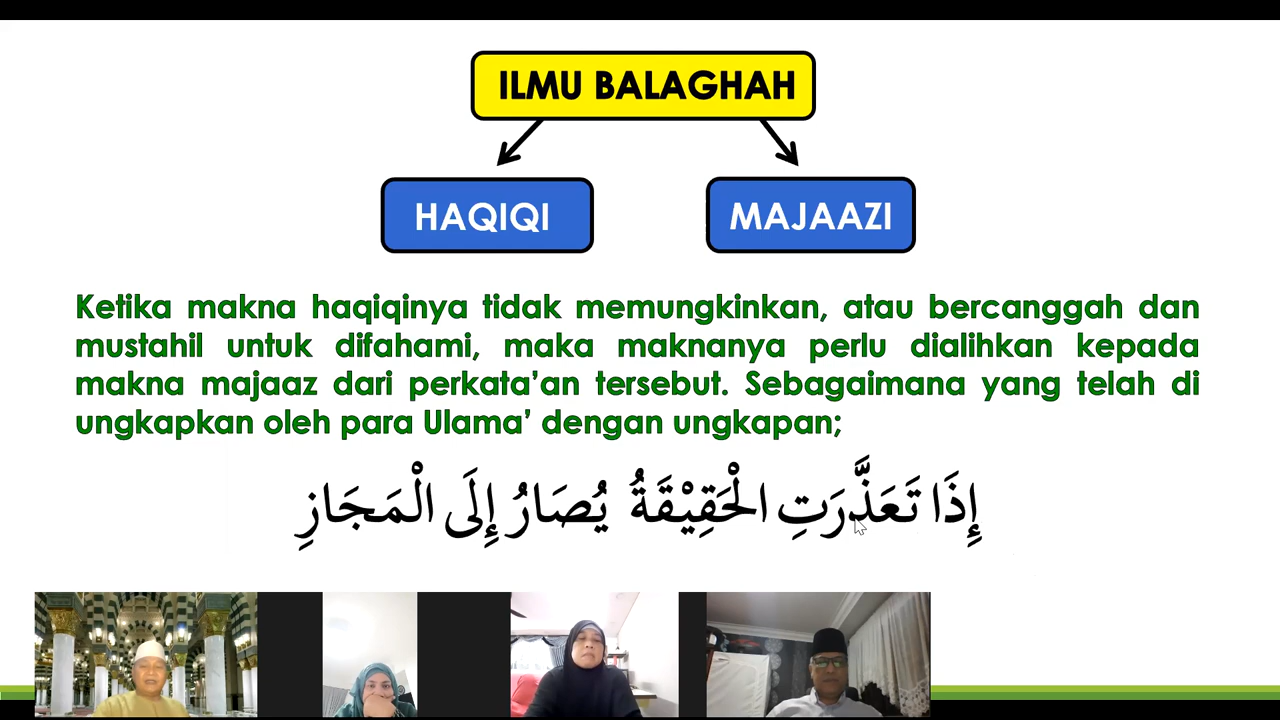 ILMU BALAGHAH
HAQIQI
MAJAAZI
Ketika makna haqiqinya tidak memungkinkan, atau bercanggah dan
mustahil untuk difahami, maka maknanya perlu dialihkan kepada
makna majaaz dari perkata’an tersebut. Sebagaimana yang telah di
ungkapkan oleh para Ulama’ dengan ungkapan;
إِذَا تَعَذَّرَتِ الْحَقِيْقَةُ يُصَارُ إِلَى الْمَجَازِ